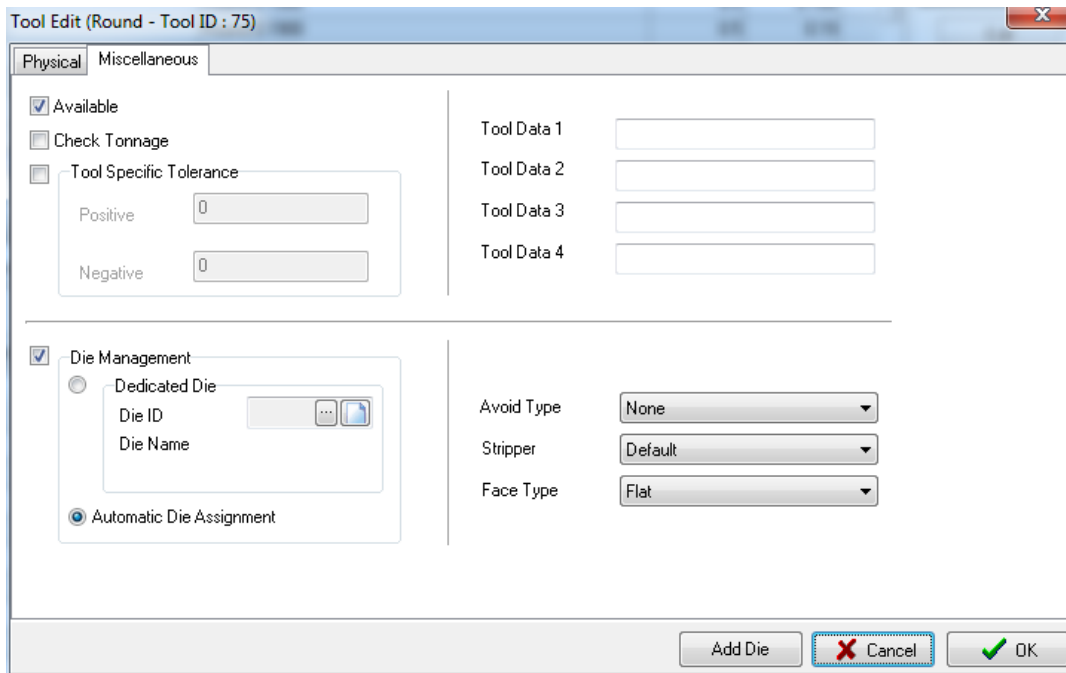 Tool Edit (Round - Tool ID : 75)
Physical Miscellaneous
Available
Check Tonnage
Tool Specific Tolerance
Positive 0
Negative 0
Tool Data 1
Tool Data 2
Tool Data 3
Tool Data 4
Die Management
Dedicated Die
Die ID ...
Die Name
Automatic Die Assignment
Avoid Type None
Stripper Default
Face Type Flat
Add Die Cancel OK